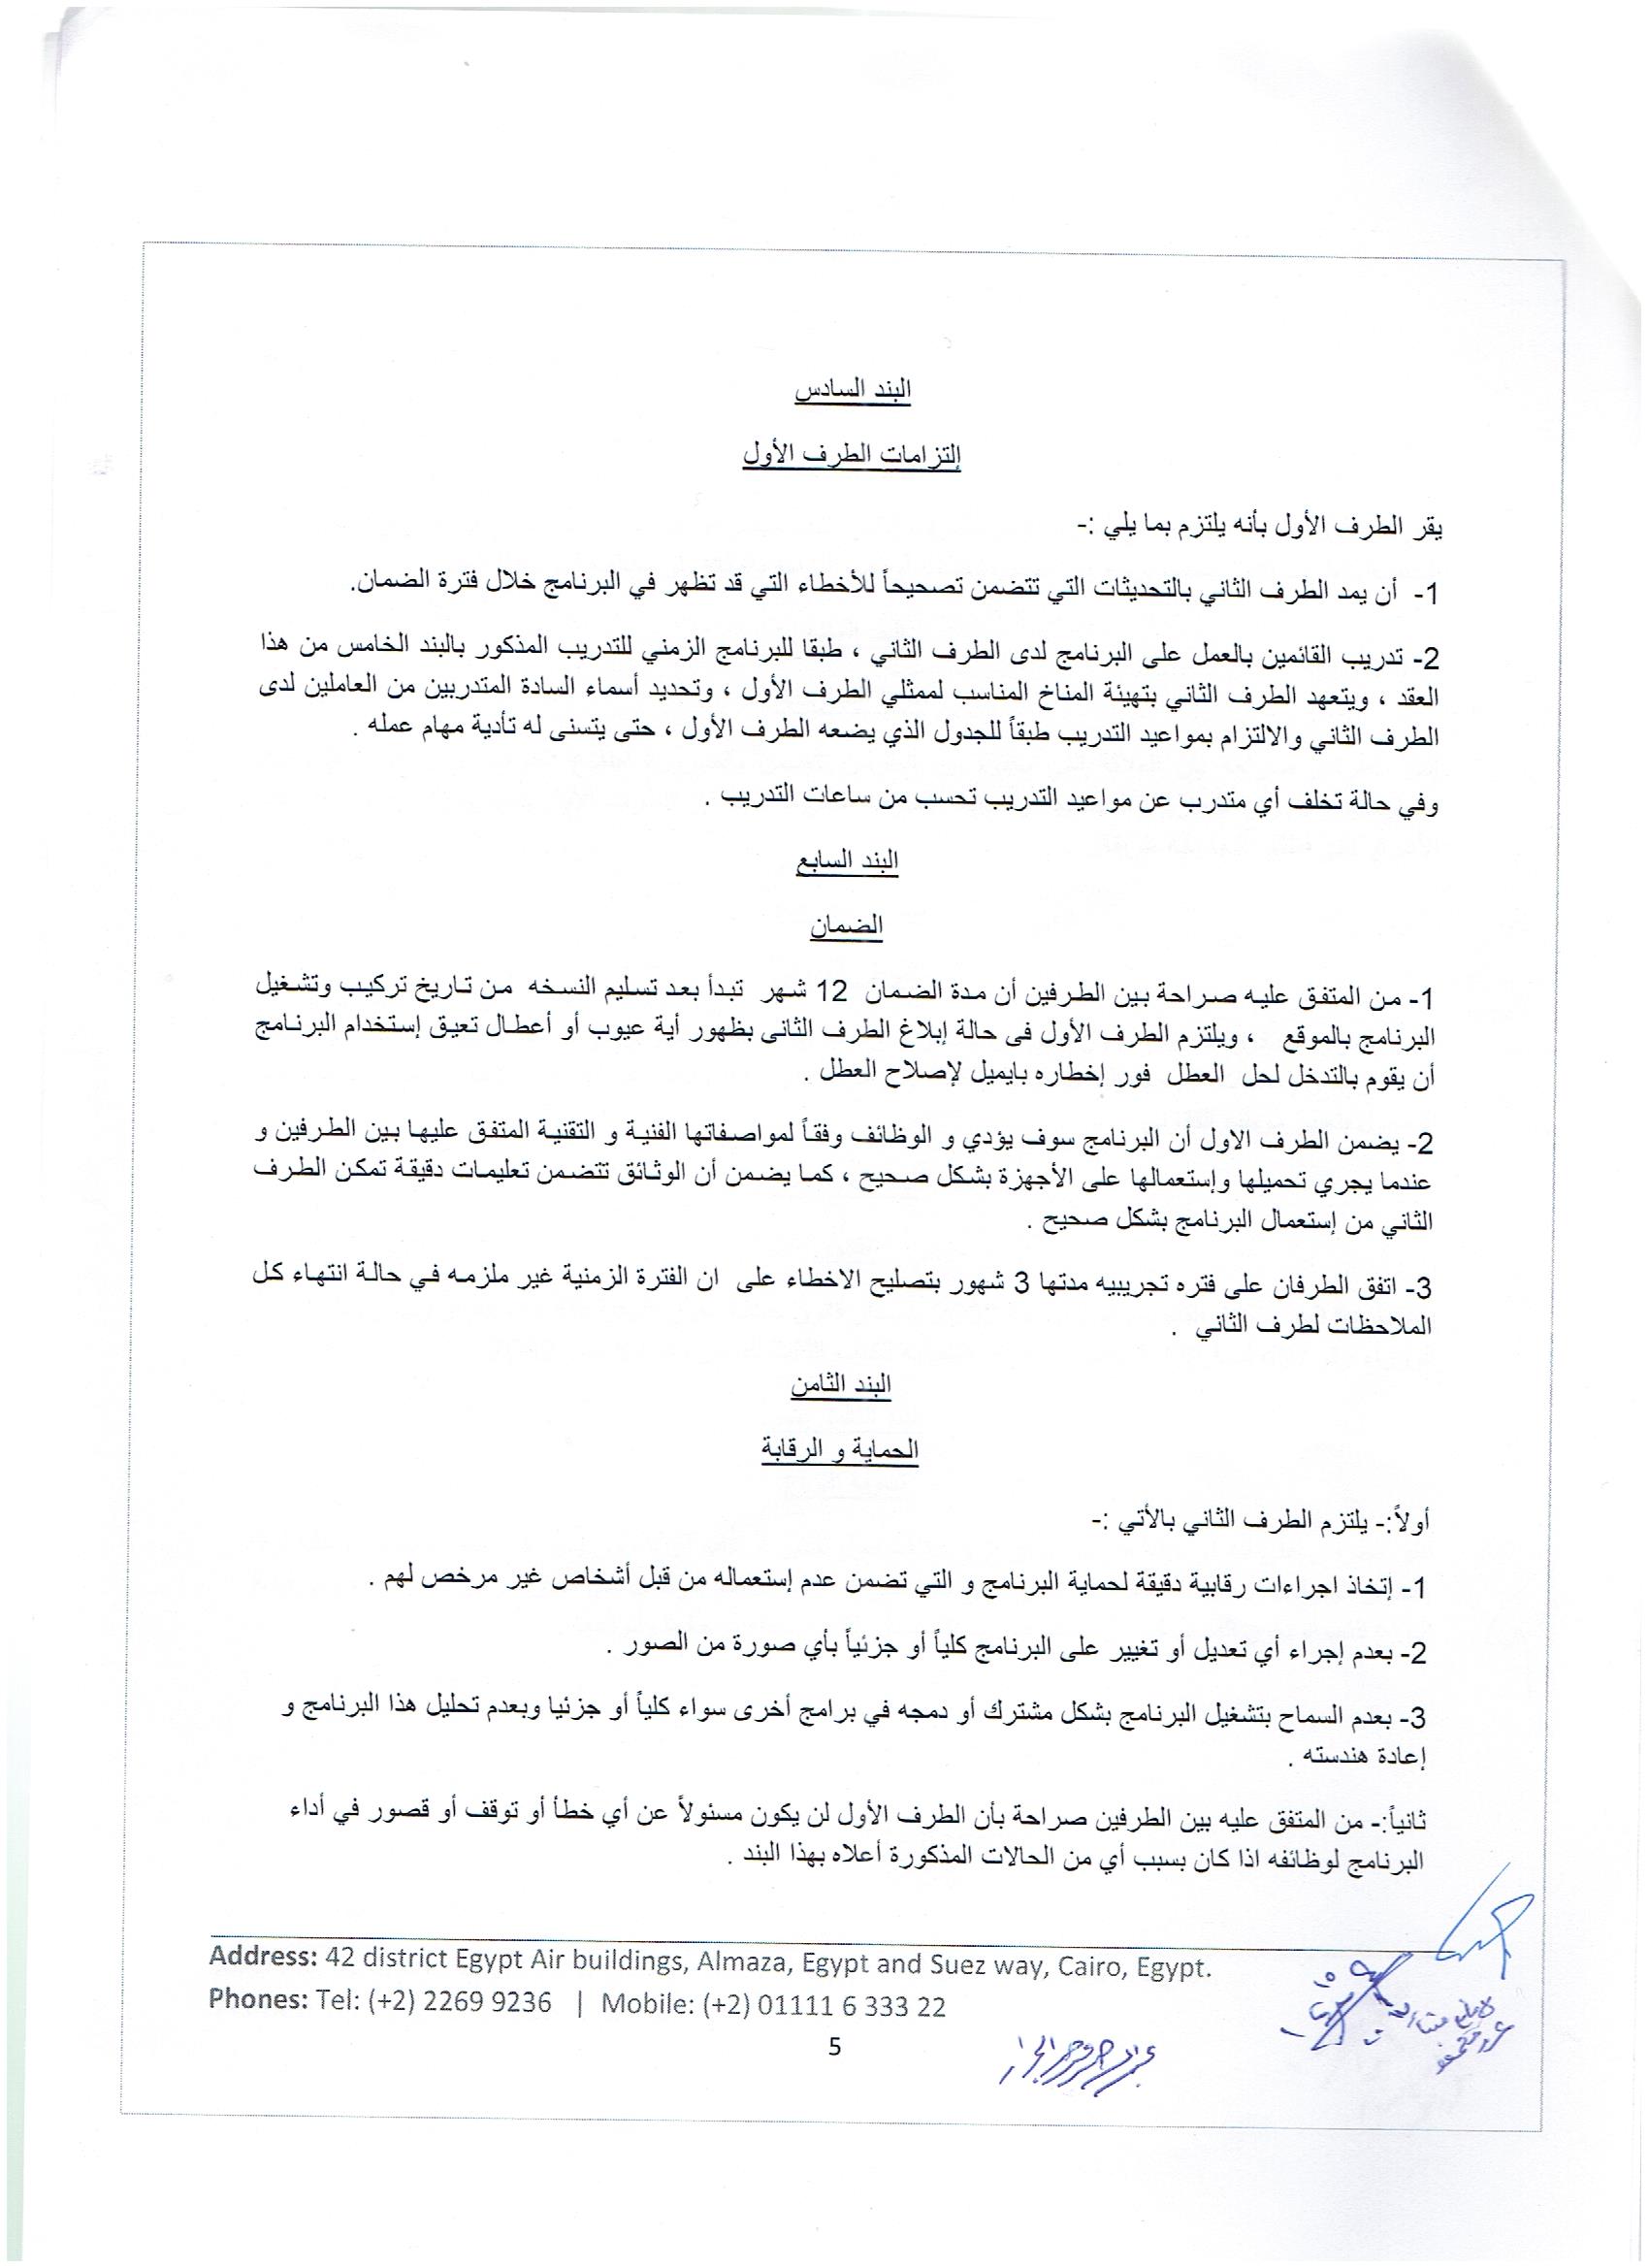 البند السادس
إلتزامات الطرف الأول
يقر الطرف الأول بأنه يلتزم بما يلي :-
1- أن يمد الطرف الثاني بالتحديثات التي تتضمن تصحيحاً للأخطاء التي قد تظهر في البرنامج خلال فترة الضمان.
2- تدريب القائمين بالعمل على البرنامج لدى الطرف الثاني ، طبقا للبرنامج الزمني للتدريب المذكور بالبند الخامس من هذا
العقد ، ويتعهد الطرف الثاني بتهيئة المناخ المناسب لممثلي الطرف الأول ، وتحديد أسماء السادة المتدربين من العاملين لدى
الطرف الثاني والالتزام بمواعيد التدريب طبقاً للجدول الذي يضعه الطرف الأول ، حتى يتسنى له تأدية مهام عمله .
وفي حالة تخلف أي متدرب عن مواعيد التدريب تحسب من ساعات التدريب .
البند السابع
الضمان
1- من المتفق عليه صراحة بين الطرفين أن مدة الضمان 12 شهر تبدأ بعد تسليم النسخه من تاريخ تركيب وتشغيل
البرنامج بالموقع ، ويلتزم الطرف الأول فى حالة إبلاغ الطرف الثانى بظهور أية عيوب أو أعطال تعيق إستخدام البرنامج
أن يقوم بالتدخل لحل العطل فور إخطاره بايميل لإصلاح العطل .
2- يضمن الطرف الاول أن البرنامج سوف يؤدي و الوظائف وفقاً لمواصفاتها الفنية و التقنية المتفق عليها بين الطرفين و
عندما يجري تحميلها وإستعمالها على الأجهزة بشكل صحيح ، كما يضمن أن الوثائق تتضمن تعليمات دقيقة تمكن الطرف
الثاني من إستعمال البرنامج بشكل صحيح .
3- اتفق الطرفان على فتره تجريبيه مدتها 3 شهور بتصليح الاخطاء على ان الفترة الزمنية غير ملزمه في حالة انتهاء كل
الملاحظات لطرف الثاني .
البند الثامن
الحماية و الرقابة
أولاً:- يلتزم الطرف الثاني بالأتي :-
1- إتخاذ اجراءات رقابية دقيقة لحماية البرنامج و التي تضمن عدم إستعماله من قبل أشخاص غير مرخص لهم .
2- بعدم إجراء أي تعديل أو تغيير على البرنامج كلياً أو جزئياً بأي صورة من الصور .
3- بعدم السماح بتشغيل البرنامج بشكل مشترك أو دمجه في برامج أخرى سواء كلياً أو جزئيا وبعدم تحليل هذا البرنامج و
إعادة هندسته .
ثانياً:- من المتفق عليه بين الطرفين صراحة بأن الطرف الأول لن يكون مسئولاً عن أي خطأ أو توقف أو قصور في أداء
البرنامج لوظائفه اذا كان بسبب أي من الحالات المذكورة أعلاه بهذا البند .
Address: 42 district Egypt Air buildings, Almaza, Egypt and Suez way, Cairo, Egypt.
Phones: Tel: (+2) 2269 9236 | Mobile: (+2) 01111 6 333 22
5